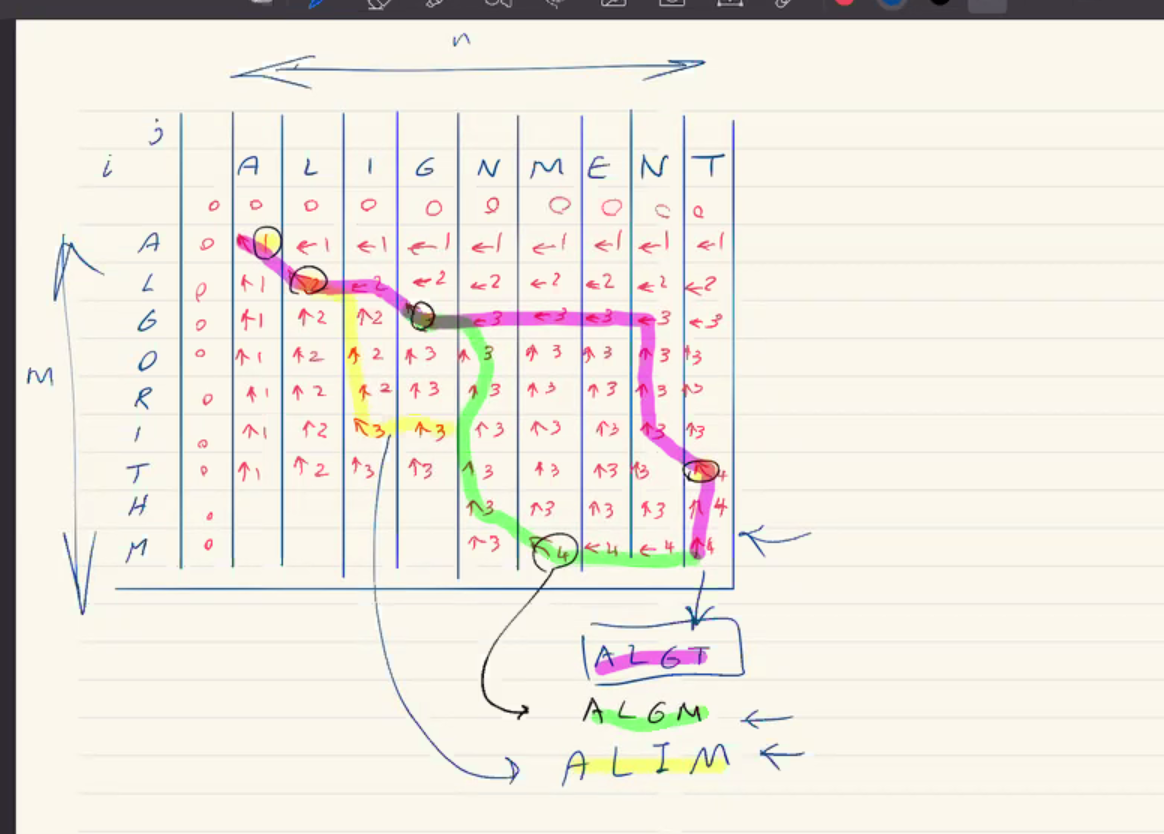 n
j
i A L I G N M E N T
0 0 0 0 0 0 0 0 0 0
A 0 1 ←1 ←1 ←1 ←1 ←1 ←1 ←1 ←1
L 0 ↑1 2 ←2 ←2 ←2 ←2 ←2 ←2 ←2
G 0 ↑1 ↑2 ↑2 ←3 ←3 ←3 ←3 ←3
O 0 ↑1 ↑2 ↑2 ↑3 ↑3 ↑3 ↑3 ↑3 ↑3
m
R 0 ↑1 ↑2 ↑2 ↑3 ↑3 ↑3 ↑3 ↑3 ↑3
I 0 ↑1 ↑2 ↖3 ↑3 ↑3 ↑3 ↑3 ↑3 ↑3
T 0 ↑1 ↑2 ↑3 ↑3 ↑3 ↑3 ↑3 ↑3 ↖4
H 0 ↑3 ↑3 ↑3 ↑3 ↑4
M 0 ↑3 ↖4 ←4 ←4 ↑4
ALGT
ALGM
ALIM